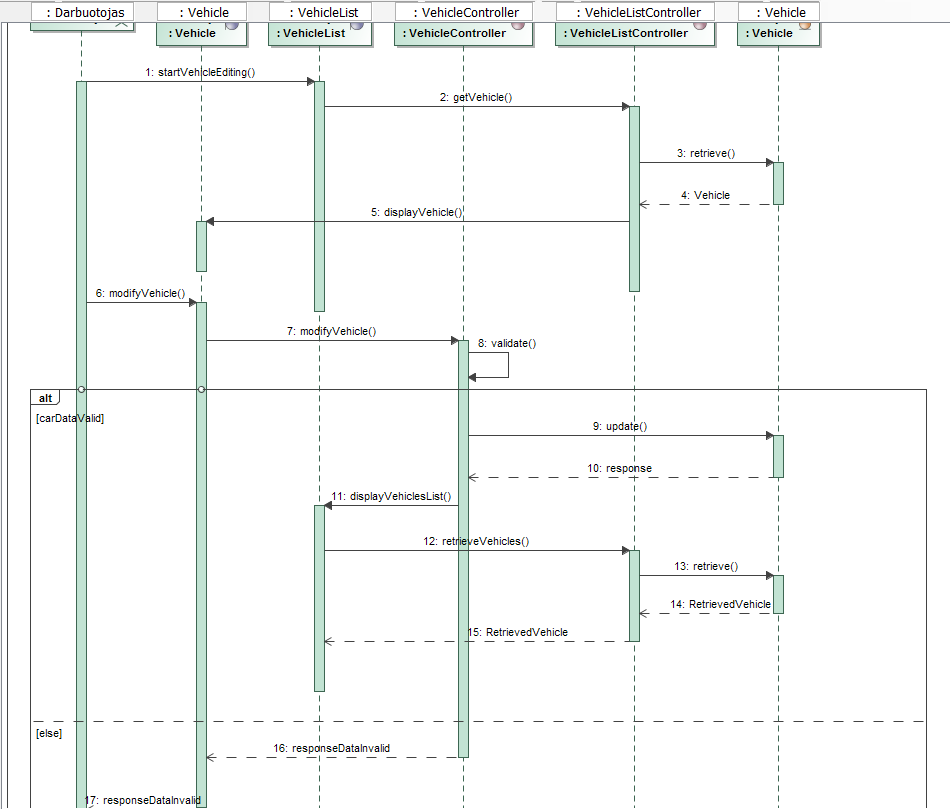 : Darbuotojas
: Vehicle
: VehicleList
: VehicleController
: VehicleListController
: Vehicle
: Vehicle
: VehicleList
: VehicleController
: VehicleListController
: Vehicle
1: startVehicleEditing()
2: getVehicle()
3: retrieve()
4: Vehicle
5: displayVehicle()
6: modifyVehicle()
7: modifyVehicle()
8: validate()
alt
[carDataValid]
9: update()
10: response
11: displayVehiclesList()
12: retrieveVehicles()
13: retrieve()
14: RetrievedVehicle
15: RetrievedVehicle
[else]
16: responseDataInvalid
17: responseDataInvalid